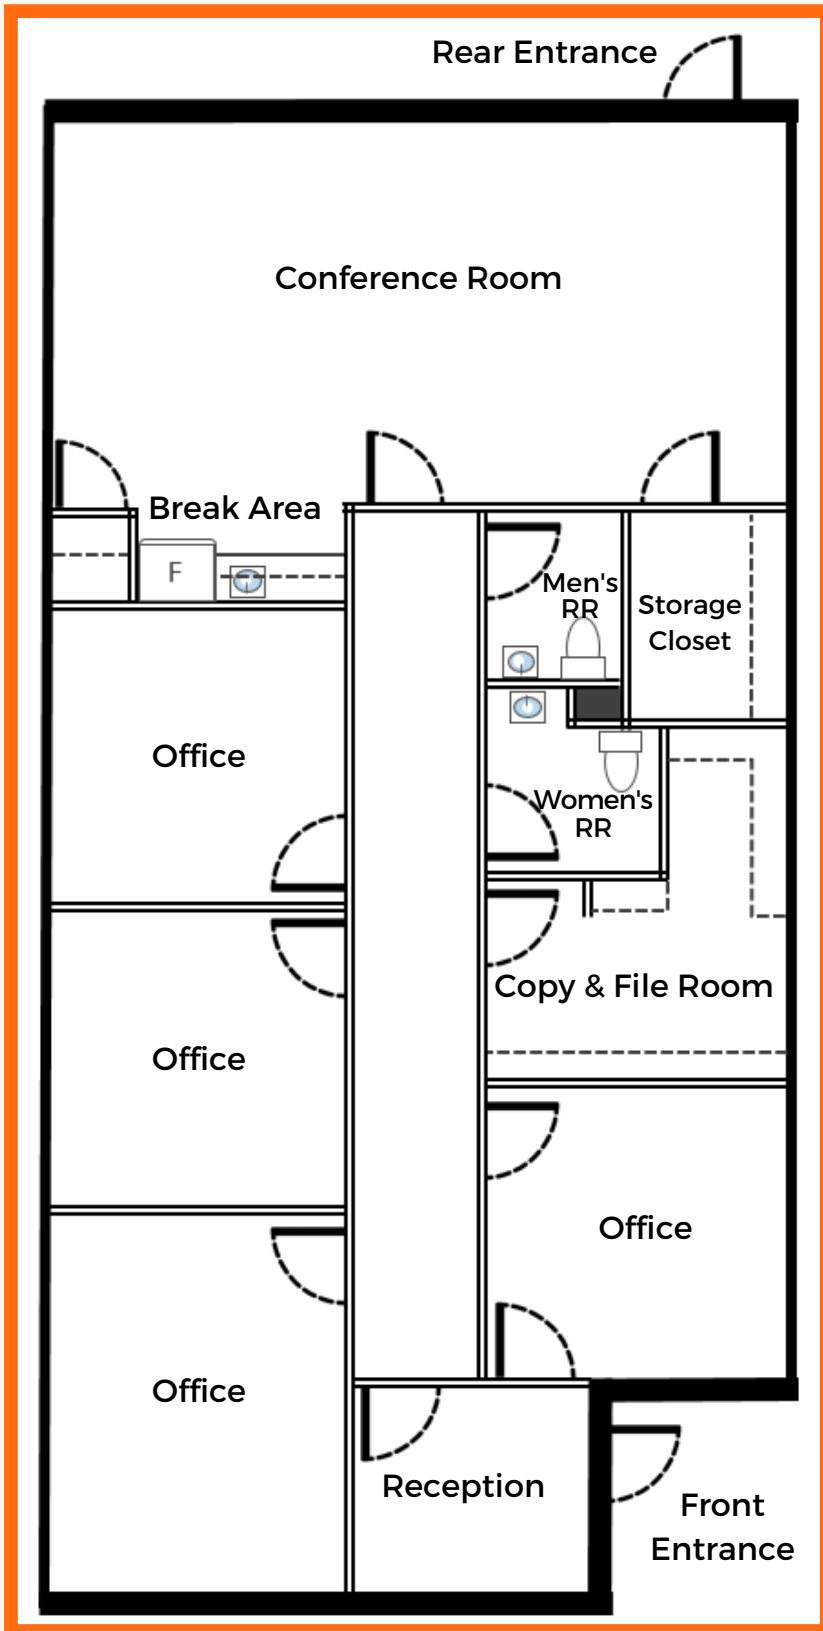 Rear Entrance
Conference Room
Break Area
F
Men's
RR
Storage
Closet
Office
Women's
RR
Copy & File Room
Office
Office
Office
Reception
Front
Entrance